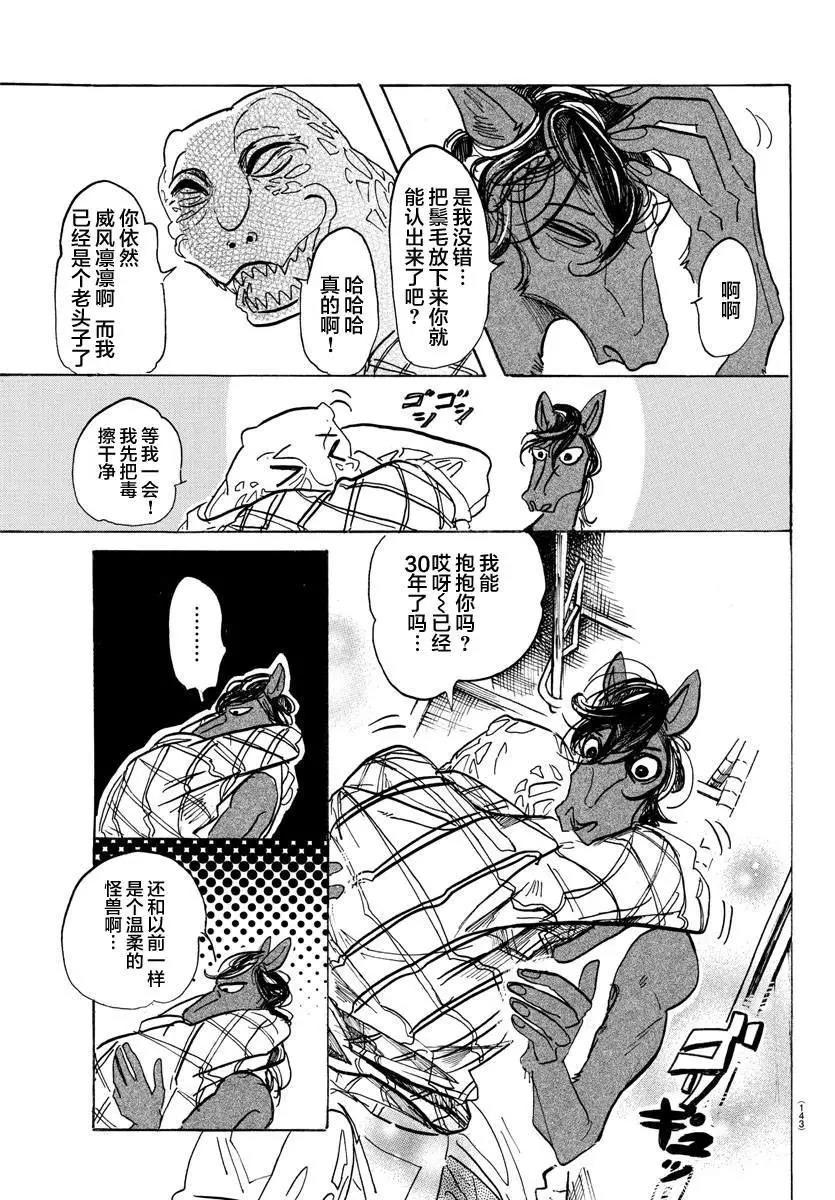 啊啊
是我没错…
把鬃毛放下来你就
能认出来了吧？
哈哈哈
真的啊！
你依然
威风凛凛啊 而我
已经是个老头子了
ゴシゴシ
等我一会！
我先把毒
擦干净
我能
抱抱你吗？
哎呀～已经
30年了吗…
ゴソ
ギュッ
……
还和以前一样
是个温柔的
怪兽啊…
(143)